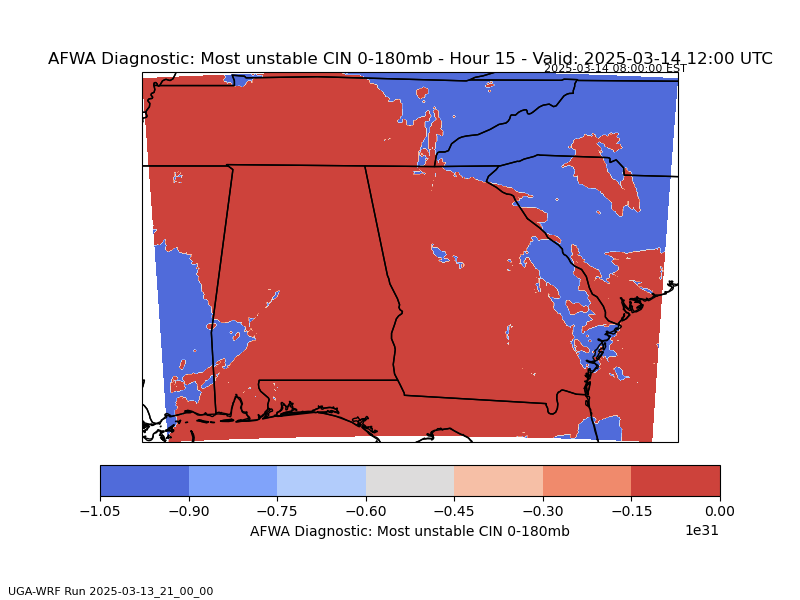 AFWA Diagnostic: Most unstable CIN 0-180mb - Hour 15 - Valid: 2025-03-14 12:00 UTC
2025-03-14 08:00:00 EST
−1.05 −0.90 −0.75 −0.60 −0.45 −0.30 −0.15 0.00
1e31
AFWA Diagnostic: Most unstable CIN 0-180mb
UGA-WRF Run 2025-03-13_21_00_00